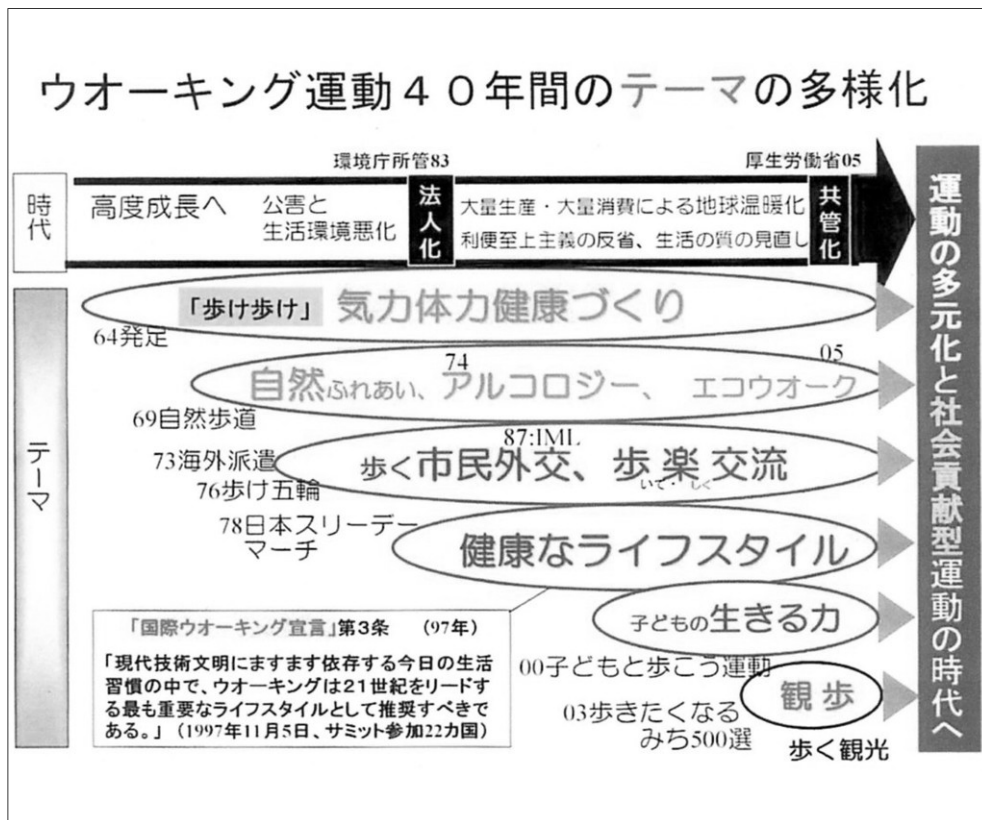 ウオーキング運動４０年間のテーマの多様化
環境庁所管83
厚生労働省05
時代
高度成長へ
公害と
生活環境悪化
法人化
大量生産・大量消費による地球温暖化
利便至上主義の反省、生活の質の見直し
共管化
運動の多元化と社会貢献型運動の時代へ
テーマ
「歩け歩け」 気力体力健康づくり
64発足
74
05
自然ふれあい、アルコロジー、 エコウオーク
69自然歩道
87:IML
73海外派遣
歩く市民外交、歩楽交流
いて・しく
76歩け五輪
78日本スリーデー
マーチ
健康なライフスタイル
子どもの生きる力
00子どもと歩こう運動
観歩
03歩きたくなる
みち500選
歩く観光
「国際ウオーキング宣言」第3条 (97年)
「現代技術文明にますます依存する今日の生活
習慣の中で、ウオーキングは２１世紀をリードす
る最も重要なライフスタイルとして推奨すべきで
ある。」（1997年11月5日、サミット参加22カ国）